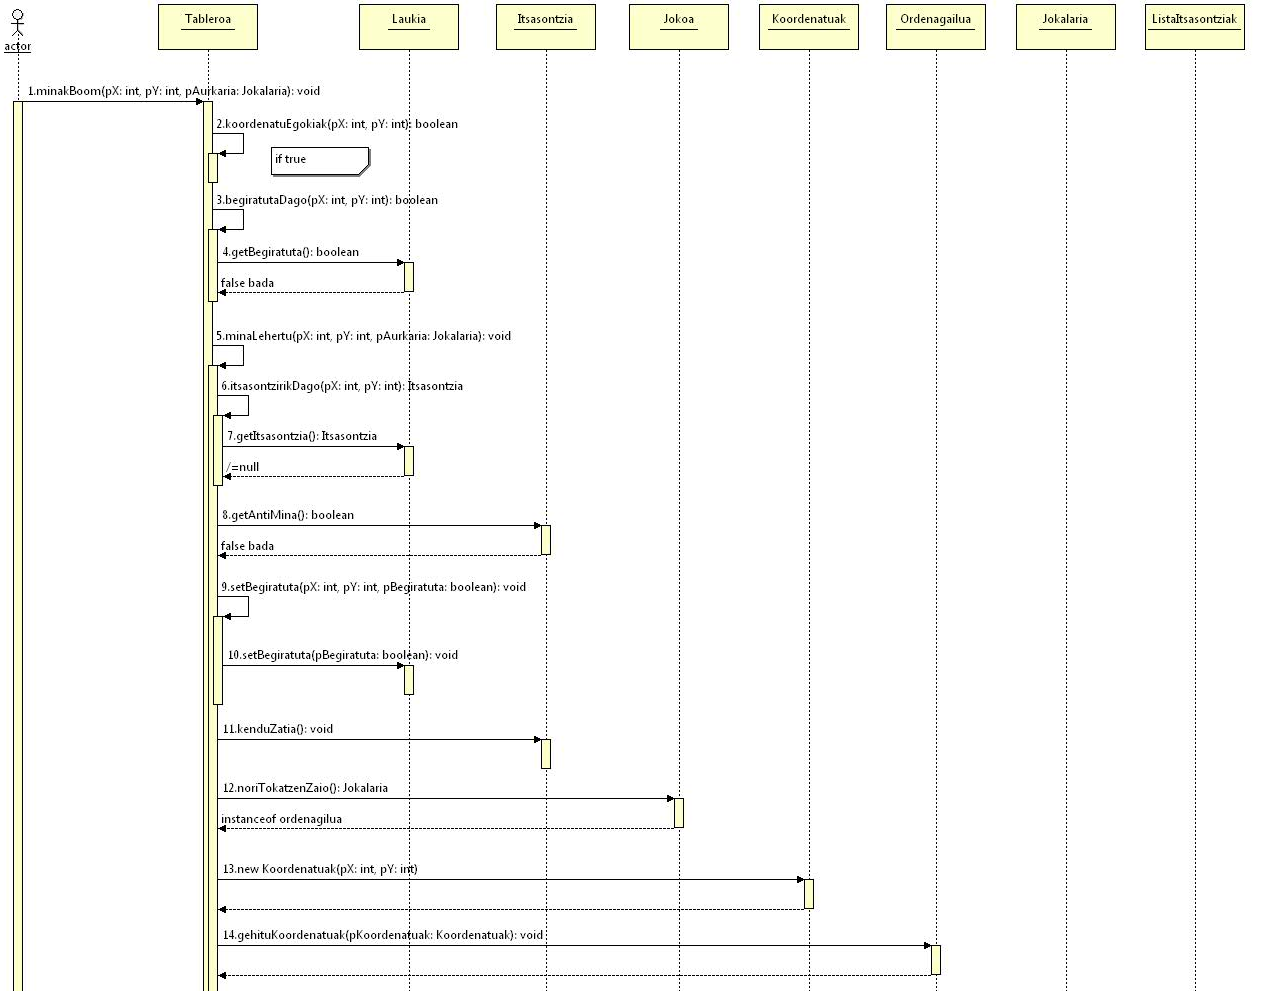 actor
Tableroa
Laukia
Itsasontzia
Jokoa
Koordenatuak
Ordenagailua
Jokalaria
ListaItsasontziak
1.minakBoom(pX: int, pY: int, pAurkaria: Jokalaria): void
2.koordenatuEgokiak(pX: int, pY: int): boolean
if true
3.begiratutaDago(pX: int, pY: int): boolean
4.getBegiratuta(): boolean
false bada
5.minaLehertu(pX: int, pY: int, pAurkaria: Jokalaria): void
6.itsasontzirikDago(pX: int, pY: int): Itsasontzia
7.getItsasontzia(): Itsasontzia
/=null
8.getAntiMina(): boolean
false bada
9.setBegiratuta(pX: int, pY: int, pBegiratuta: boolean): void
10.setBegiratuta(pBegiratuta: boolean): void
11.kenduZatia(): void
12.noriTokatzenZaio(): Jokalaria
instanceof ordenagilua
13.new Koordenatuak(pX: int, pY: int)
14.gehituKoordenatuak(pKoordenatuak: Koordenatuak): void